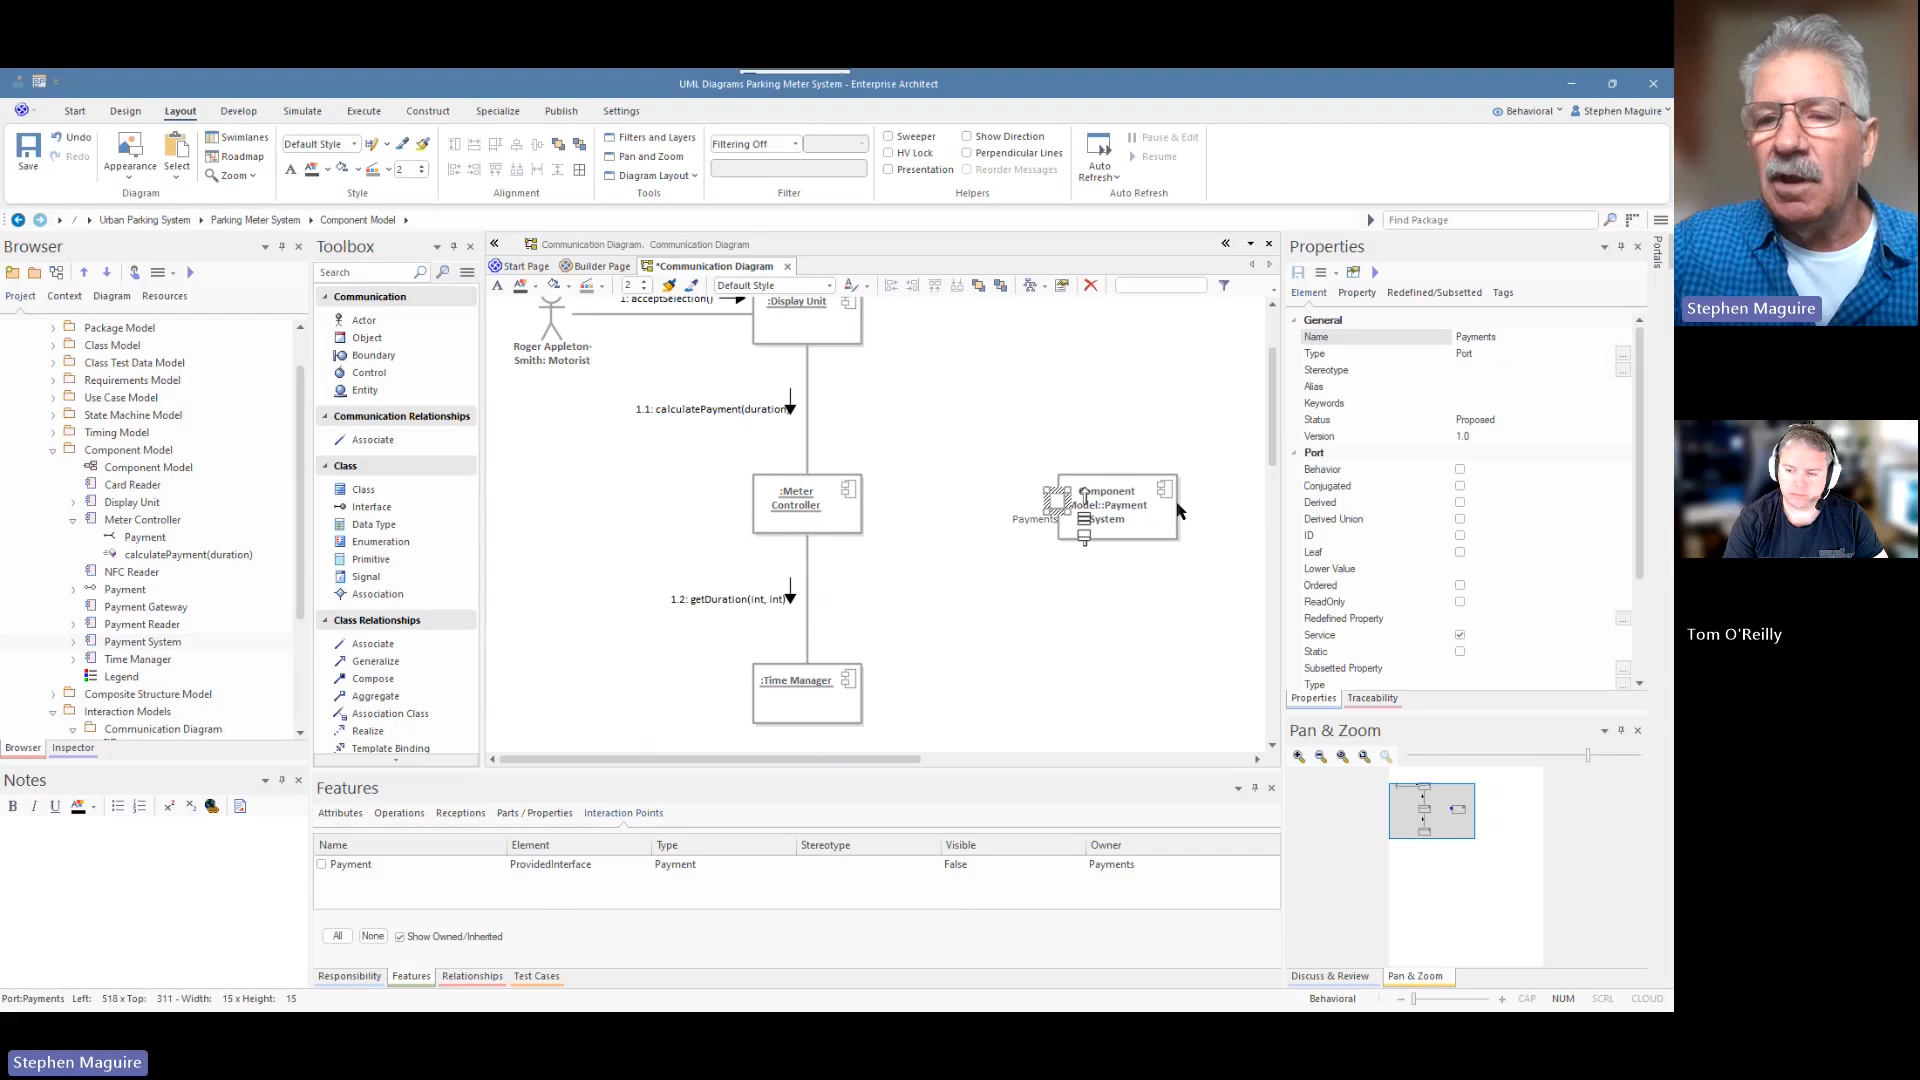 UML Diagrams Parking Meter System - Enterprise Architect
Start
Design
Layout
Develop
Simulate
Execute
Construct
Specialize
Publish
Settings
Behavioral
Stephen Maguire
Save
Undo
Redo
Appearance
Select
Swimlanes
Roadmap
Zoom
Diagram
Default Style
2
Style
Alignment
Filters and Layers
Pan and Zoom
Diagram Layout
Tools
Filtering Off
Filter
Sweeper
HV Lock
Presentation
Show Direction
Perpendicular Lines
Reorder Messages
Helpers
Auto
Refresh
Pause & Edit
Resume
Auto Refresh
/
Urban Parking System
Parking Meter System
Component Model
Find Package
Portals
Browser
Project
Context
Diagram
Resources
Package Model
Class Model
Class Test Data Model
Requirements Model
Use Case Model
State Machine Model
Timing Model
Component Model
Component Model
Card Reader
Display Unit
Meter Controller
Payment
calculatePayment(duration)
NFC Reader
Payment
Payment Gateway
Payment Reader
Payment System
Time Manager
Legend
Composite Structure Model
Interaction Models
Communication Diagram
Browser
Inspector
Toolbox
Search
Communication
Actor
Object
Boundary
Control
Entity
Communication Relationships
Associate
Class
Class
Interface
Data Type
Enumeration
Primitive
Signal
Association
Class Relationships
Associate
Generalize
Compose
Aggregate
Association Class
Realize
Template Binding
Communication Diagram. Communication Diagram
Start Page
Builder Page
*Communication Diagram
2
Default Style
1: acceptSelection()
:Display Unit
Roger Appleton-
Smith: Motorist
1.1: calculatePayment(duration)
:Meter
Controller
Component
Model::Payment
System
Payments
1.2: getDuration(int, int)
:Time Manager
Properties
Element
Property
Redefined/Subsetted
Tags
General
Name Payments
Type Port
Stereotype
Alias
Keywords
Status Proposed
Version 1.0
Port
Behavior
Conjugated
Derived
Derived Union
ID
Leaf
Lower Value
Ordered
ReadOnly
Redefined Property
Service
Static
Subsetted Property
Type
Properties
Traceability
Pan & Zoom
Discuss & Review
Pan & Zoom
Notes
B I U
Features
Attributes
Operations
Receptions
Parts / Properties
Interaction Points
Name Element Type Stereotype Visible Owner
Payment ProvidedInterface Payment False Payments
All
None
Show Owned/Inherited
Responsibility
Features
Relationships
Test Cases
Port:Payments Left: 518 x Top: 311 - Width: 15 x Height: 15
Behavioral
CAP
NUM
SCRL
CLOUD
Stephen Maguire
Tom O'Reilly
Stephen Maguire